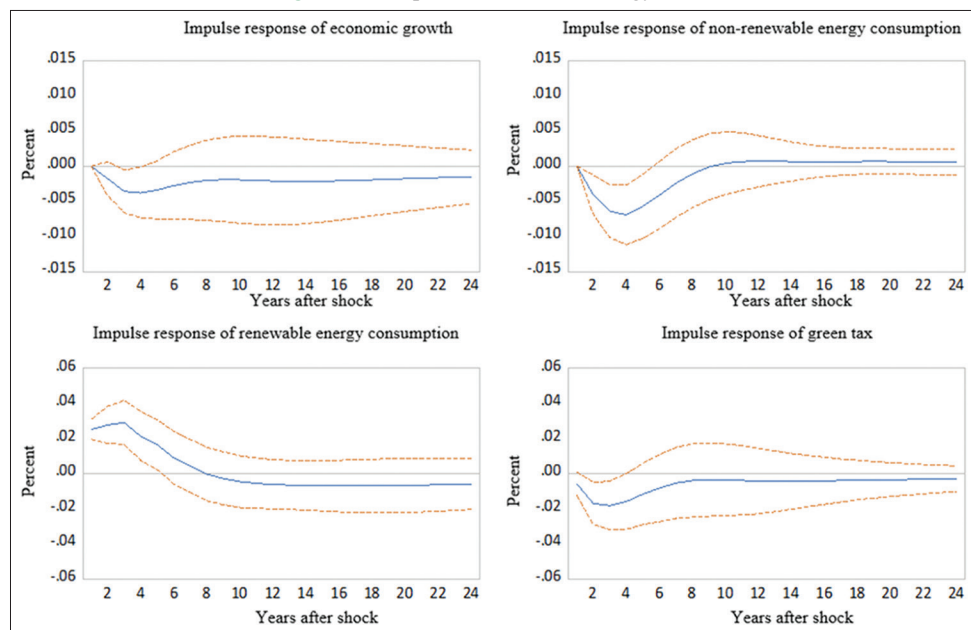 Impulse response of economic growth
.015
.010
.005
.000
-.005
-.010
-.015
Percent
2 4 6 8 10 12 14 16 18 20 22 24
Years after shock
Impulse response of non-renewable energy consumption
.015
.010
.005
.000
-.005
-.010
-.015
Percent
2 4 6 8 10 12 14 16 18 20 22 24
Years after shock
Impulse response of renewable energy consumption
.06
.04
.02
.00
-.02
-.04
-.06
Percent
2 4 6 8 10 12 14 16 18 20 22 24
Years after shock
Impulse response of green tax
.06
.04
.02
.00
-.02
-.04
-.06
Percent
2 4 6 8 10 12 14 16 18 20 22 24
Years after shock